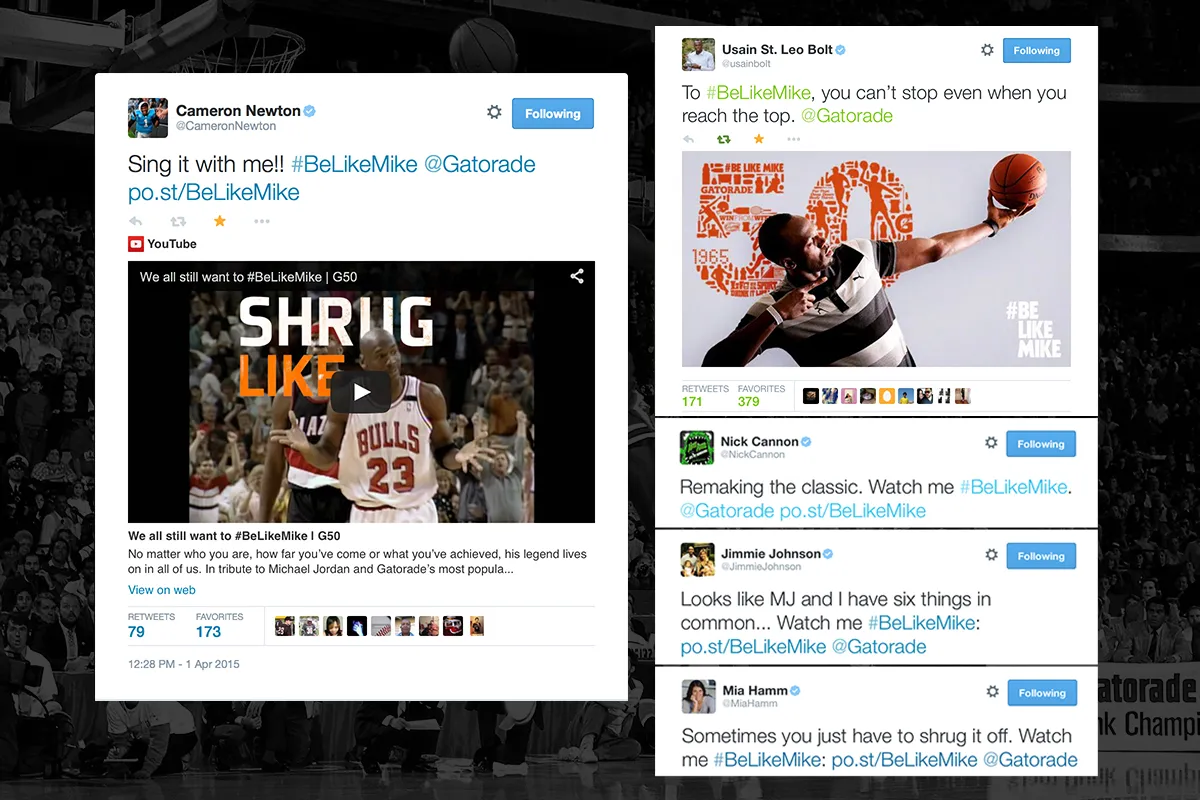 Cameron Newton
@CameronNewton
Following
Sing it with me!! #BeLikeMike @Gatorade
po.st/BeLikeMike
YouTube
We all still want to #BeLikeMike | G50
SHRUG
LIKE
BULLS
23
We all still want to #BeLikeMike | G50
No matter who you are, how far you've come or what you've achieved, his legend lives
on in all of us. In tribute to Michael Jordan and Gatorade's most popula...
View on web
RETWEETS FAVORITES
79 173
12:28 PM - 1 Apr 2015
Usain St. Leo Bolt
@usainbolt
Following
To #BeLikeMike, you can't stop even when you
reach the top. @Gatorade
#BE LIKE MIKE
GATORADE
1965
#BE
LIKE
MIKE
RETWEETS FAVORITES
171 379
Nick Cannon
@NickCannon
Following
Remaking the classic. Watch me #BeLikeMike.
@Gatorade po.st/BeLikeMike
Jimmie Johnson
@JimmieJohnson
Following
Looks like MJ and I have six things in
common... Watch me #BeLikeMike:
po.st/BeLikeMike @Gatorade
Mia Hamm
@MiaHamm
Following
Sometimes you just have to shrug it off. Watch
me #BeLikeMike: po.st/BeLikeMike @Gatorade
atorade
nk Champi